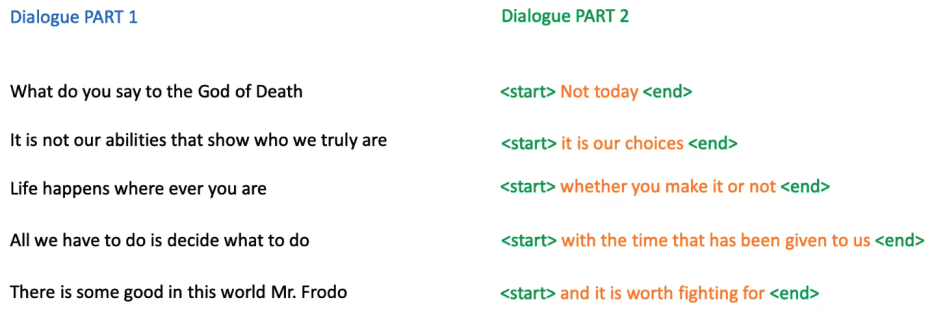 Dialogue PART 1 Dialogue PART 2
What do you say to the God of Death <start> Not today <end>
It is not our abilities that show who we truly are <start> it is our choices <end>
Life happens where ever you are <start> whether you make it or not <end>
All we have to do is decide what to do <start> with the time that has been given to us <end>
There is some good in this world Mr. Frodo <start> and it is worth fighting for <end>